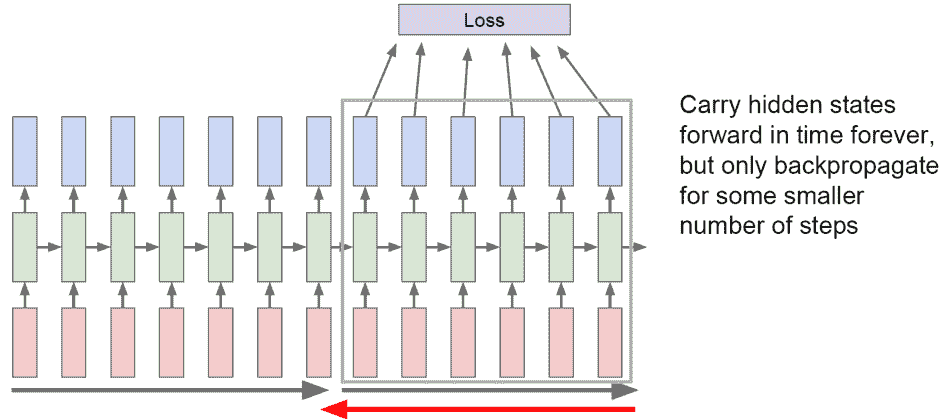 Loss
Carry hidden states
forward in time forever,
but only backpropagate
for some smaller
number of steps